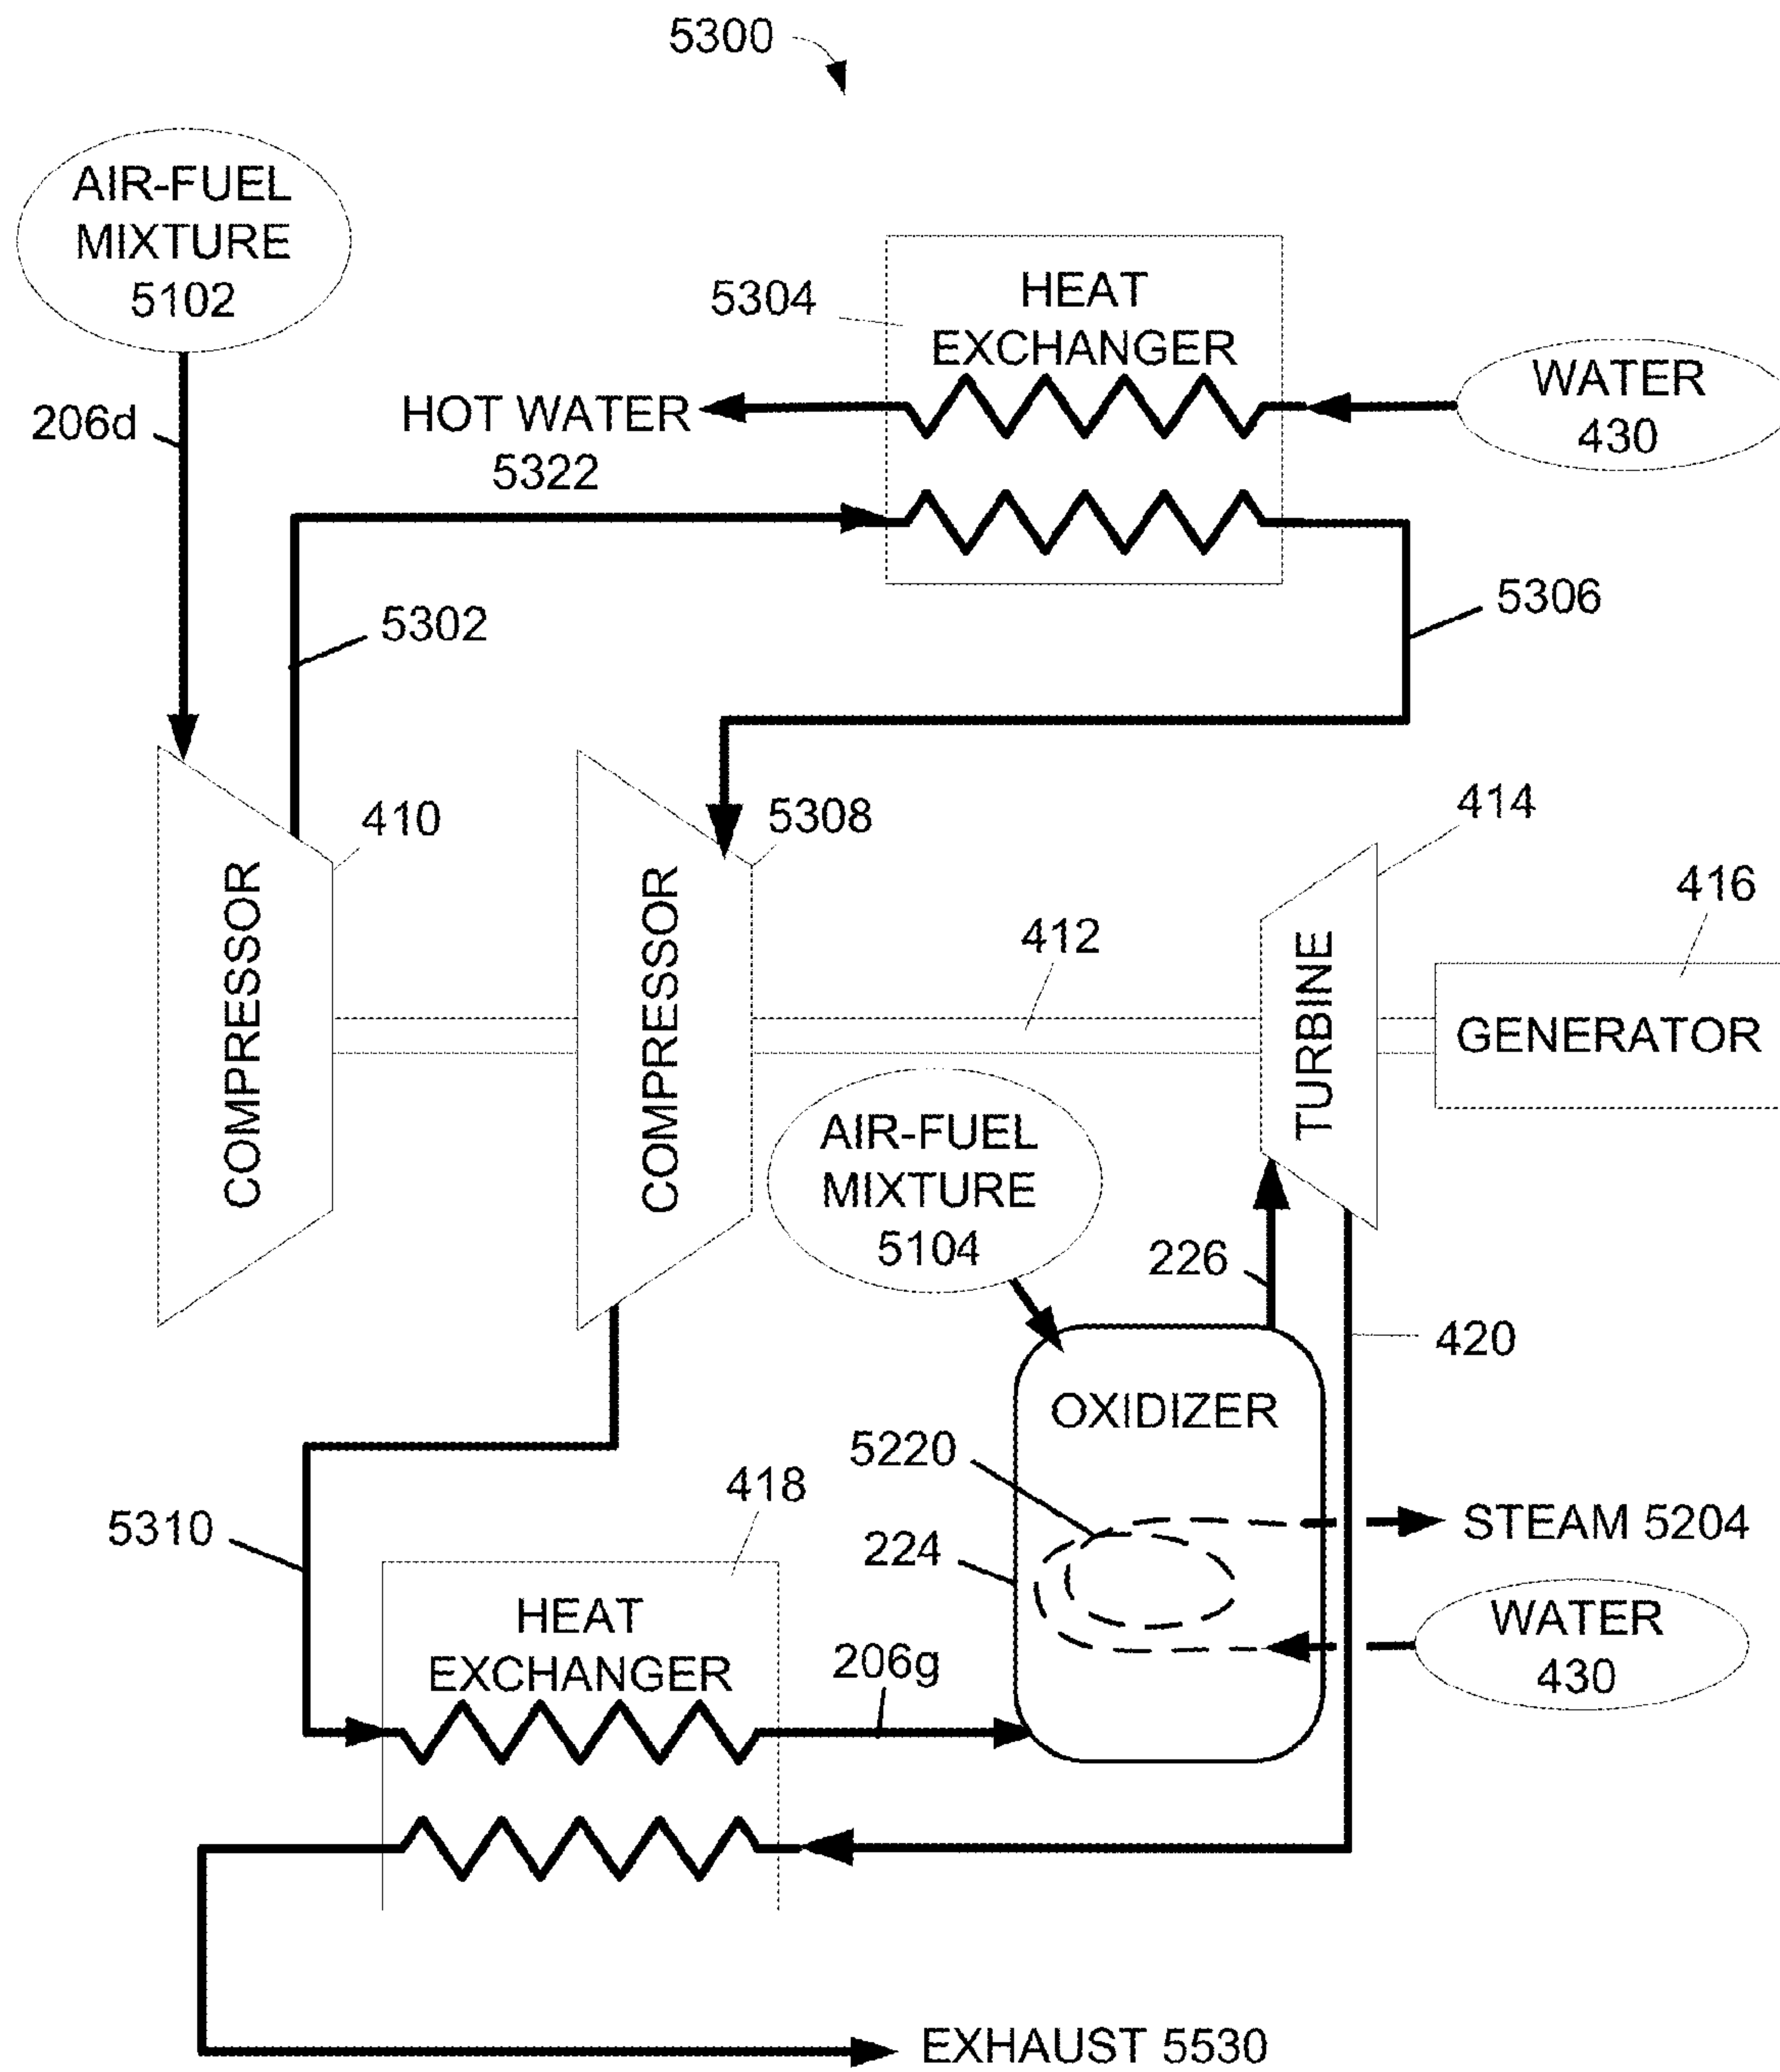 5300
AIR-FUEL
MIXTURE
5102
5304
HEAT
EXCHANGER
WATER
430
206d
HOT WATER
5322
5302
5306
410
5308
414
416
COMPRESSOR
COMPRESSOR
412
TURBINE
GENERATOR
AIR-FUEL
MIXTURE
5104
226
420
OXIDIZER
5220
418
5310
224
STEAM 5204
HEAT
EXCHANGER
206g
WATER
430
EXHAUST 5530